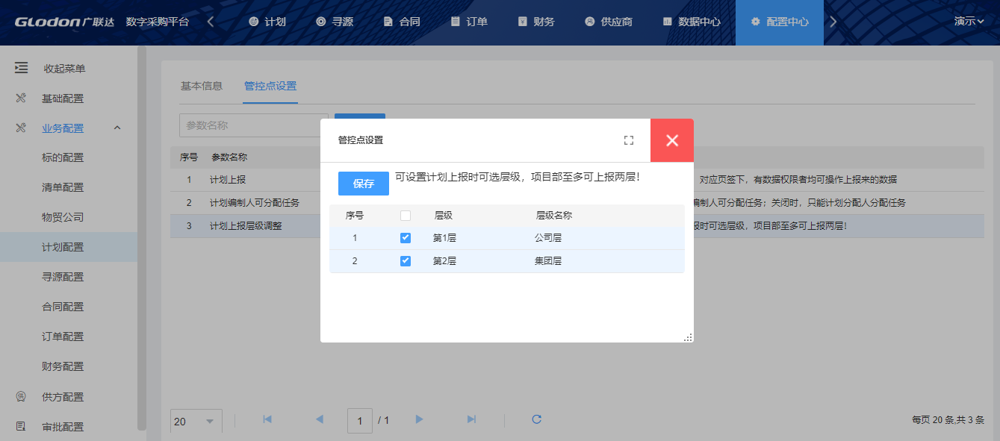 GLodon广联达 数字采购平台 计划 寻源 合同 订单 财务 供应商 数据中心 配置中心 演示
收起菜单
基础配置
业务配置
标的配置
清单配置
物贸公司
计划配置
寻源配置
合同配置
订单配置
财务配置
供方配置
审批配置
基本信息 管控点设置
参数名称
序号 参数名称
1 计划上报 对应页签下，有数据权限者均可操作上报来的数据
2 计划编制人可分配任务 编制人可分配任务；关闭时，只能计划分配人分配任务
3 计划上报层级调整 报时可选层级，项目部至多可上报两层！
管控点设置
保存 可设置计划上报时可选层级，项目部至多可上报两层！
序号 层级 层级名称
1 第1层 公司层
2 第2层 集团层
20 1 / 1 每页 20 条,共 3 条